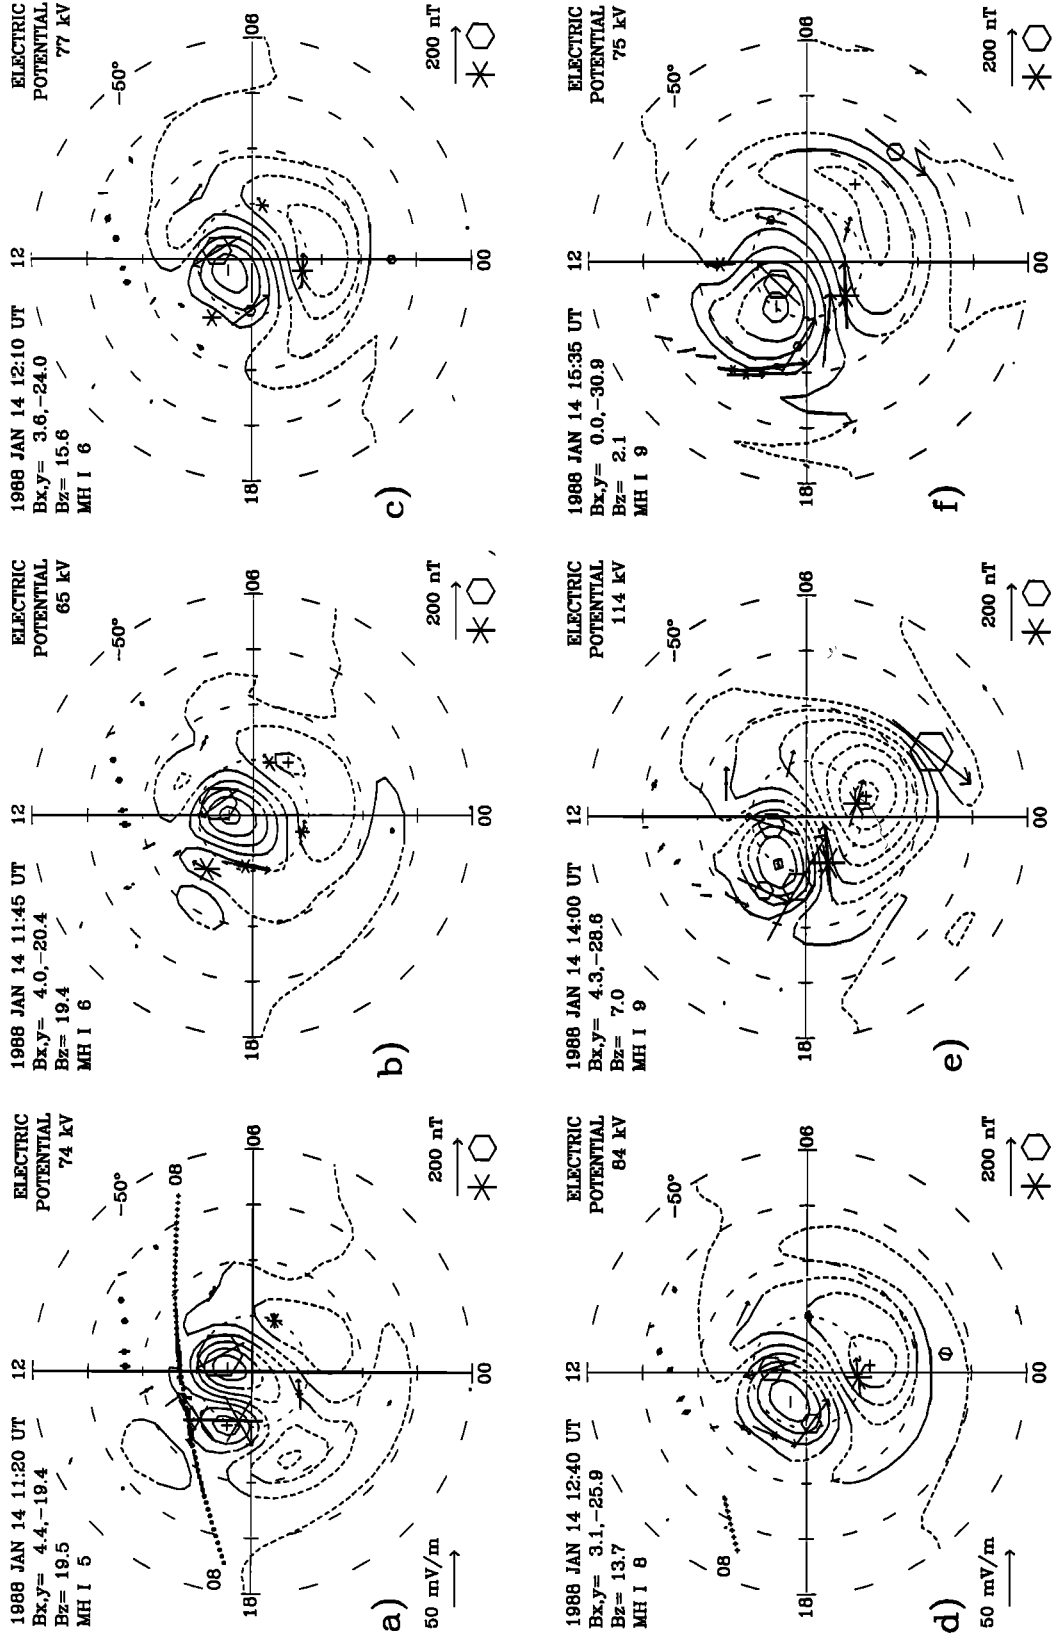 1988 JAN 14 11:20 UT
Bx,y= 4.4,-19.4
Bz= 19.5
MH I 5
ELECTRIC
POTENTIAL
74 kV
-50°
12
08
08
18
06
00
a)
50 mV/m
200 nT
1988 JAN 14 11:45 UT
Bx,y= 4.0,-20.4
Bz= 19.4
MH I 6
ELECTRIC
POTENTIAL
65 kV
-50°
12
18
06
00
b)
200 nT
1988 JAN 14 12:10 UT
Bx,y= 3.6,-24.0
Bz= 15.6
MH I 6
ELECTRIC
POTENTIAL
77 kV
-50°
12
18
06
00
c)
200 nT
1988 JAN 14 12:40 UT
Bx,y= 3.1,-25.9
Bz= 13.7
MH I 8
ELECTRIC
POTENTIAL
84 kV
-50°
12
08
18
06
00
d)
50 mV/m
200 nT
1988 JAN 14 14:00 UT
Bx,y= 4.3,-28.6
Bz= 7.0
MH I 9
ELECTRIC
POTENTIAL
114 kV
-50°
12
18
06
00
e)
200 nT
1988 JAN 14 15:35 UT
Bx,y= 0.0,-30.9
Bz= 2.1
MH I 9
ELECTRIC
POTENTIAL
75 kV
-50°
12
18
06
00
f)
200 nT